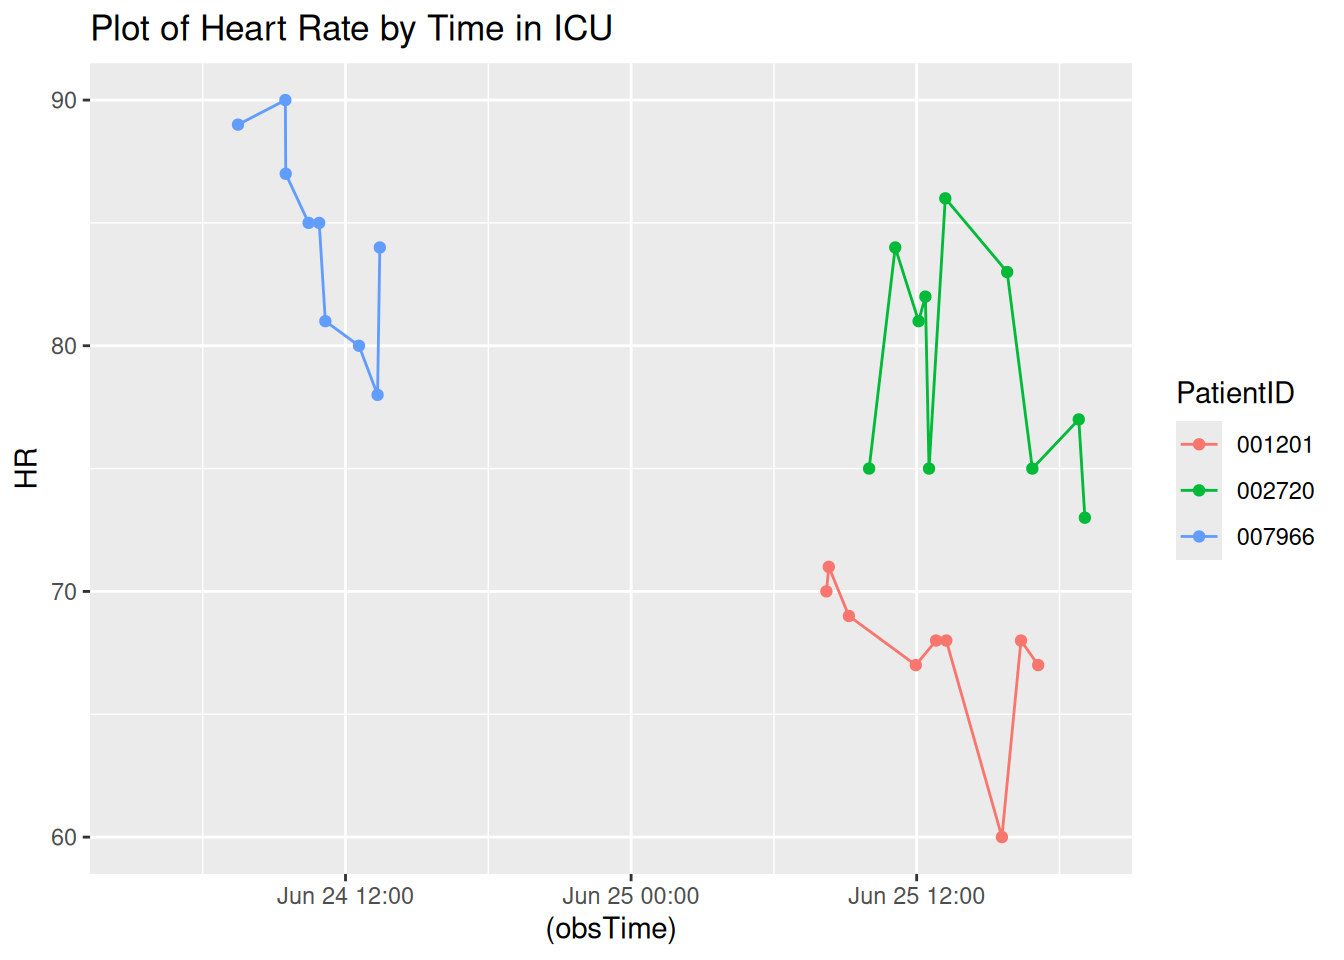 Plot of Heart Rate by Time in ICU
90
80
70
60
HR
Jun 24 12:00
Jun 25 00:00
Jun 25 12:00
(obsTime)
PatientID
001201
002720
007966